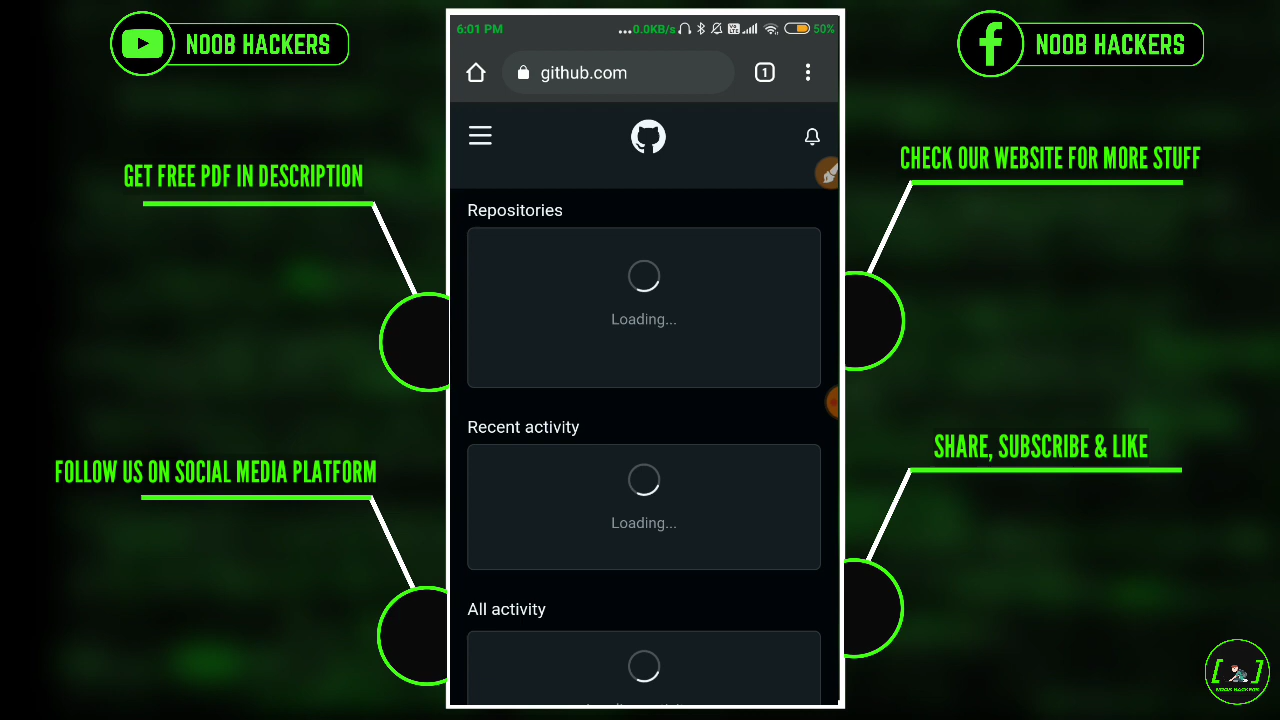 NOOB HACKERS
NOOB HACKERS
6:01 PM
...0.0KB/s
50%
github.com
1
GET FREE PDF IN DESCRIPTION
CHECK OUR WEBSITE FOR MORE STUFF
Repositories
Loading...
Recent activity
FOLLOW US ON SOCIAL MEDIA PLATFORM
SHARE, SUBSCRIBE & LIKE
Loading...
All activity
NOOB HACKERS